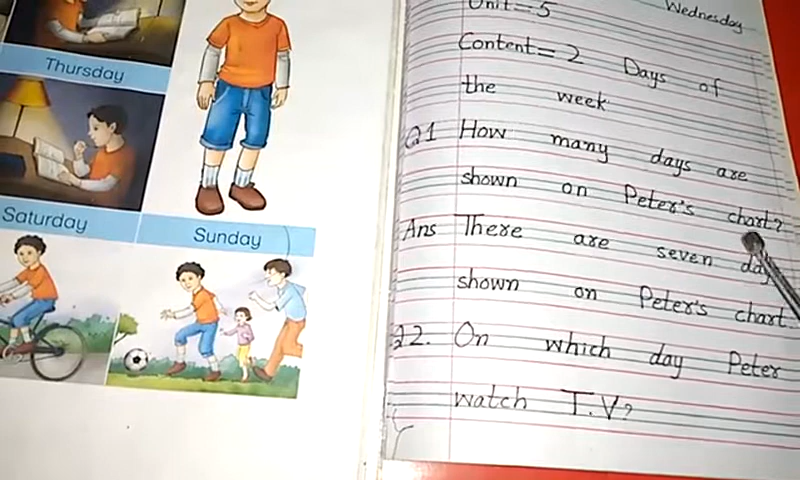 Thursday
Saturday
Sunday
Unit = 5
Wednesday
Content = 2 Days of
the week
Q1 How many days are
shown on Peter's chart?
Ans There are seven day
shown on Peter's chart
Q2. On which day Peter
watch T.V?